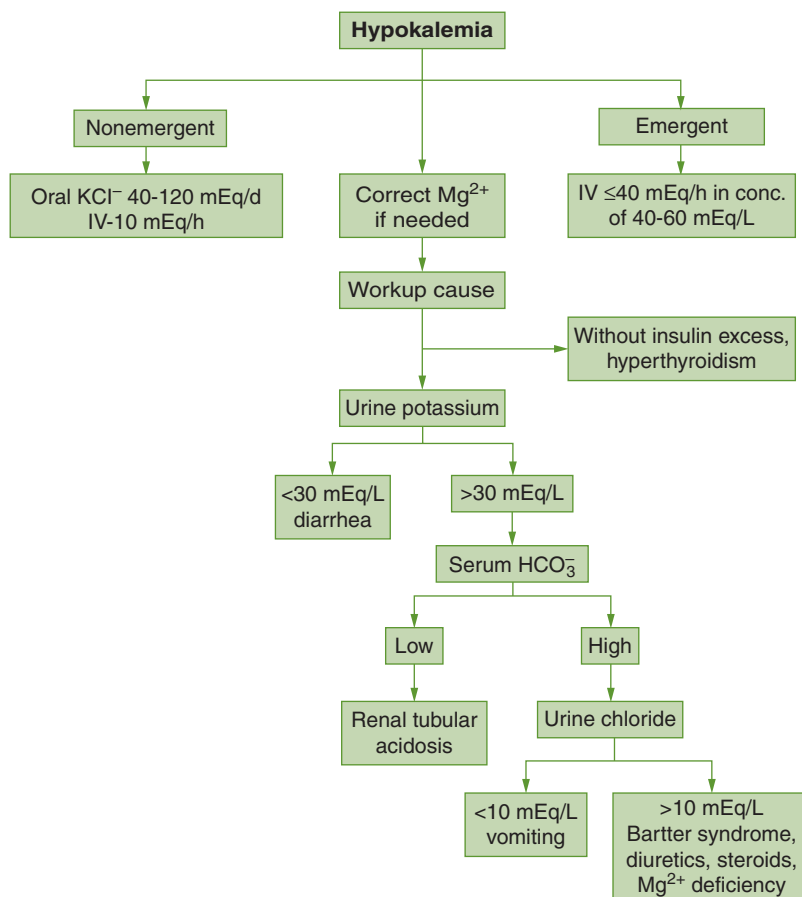 Hypokalemia
Nonemergent
Emergent
Oral KCl⁻ 40-120 mEq/d
IV-10 mEq/h
Correct Mg²⁺
if needed
IV ≤40 mEq/h in conc.
of 40-60 mEq/L
Workup cause
Without insulin excess,
hyperthyroidism
Urine potassium
<30 mEq/L
diarrhea
>30 mEq/L
Serum HCO₃⁻
Low
High
Renal tubular
acidosis
Urine chloride
<10 mEq/L
vomiting
>10 mEq/L
Bartter syndrome,
diuretics, steroids,
Mg²⁺ deficiency